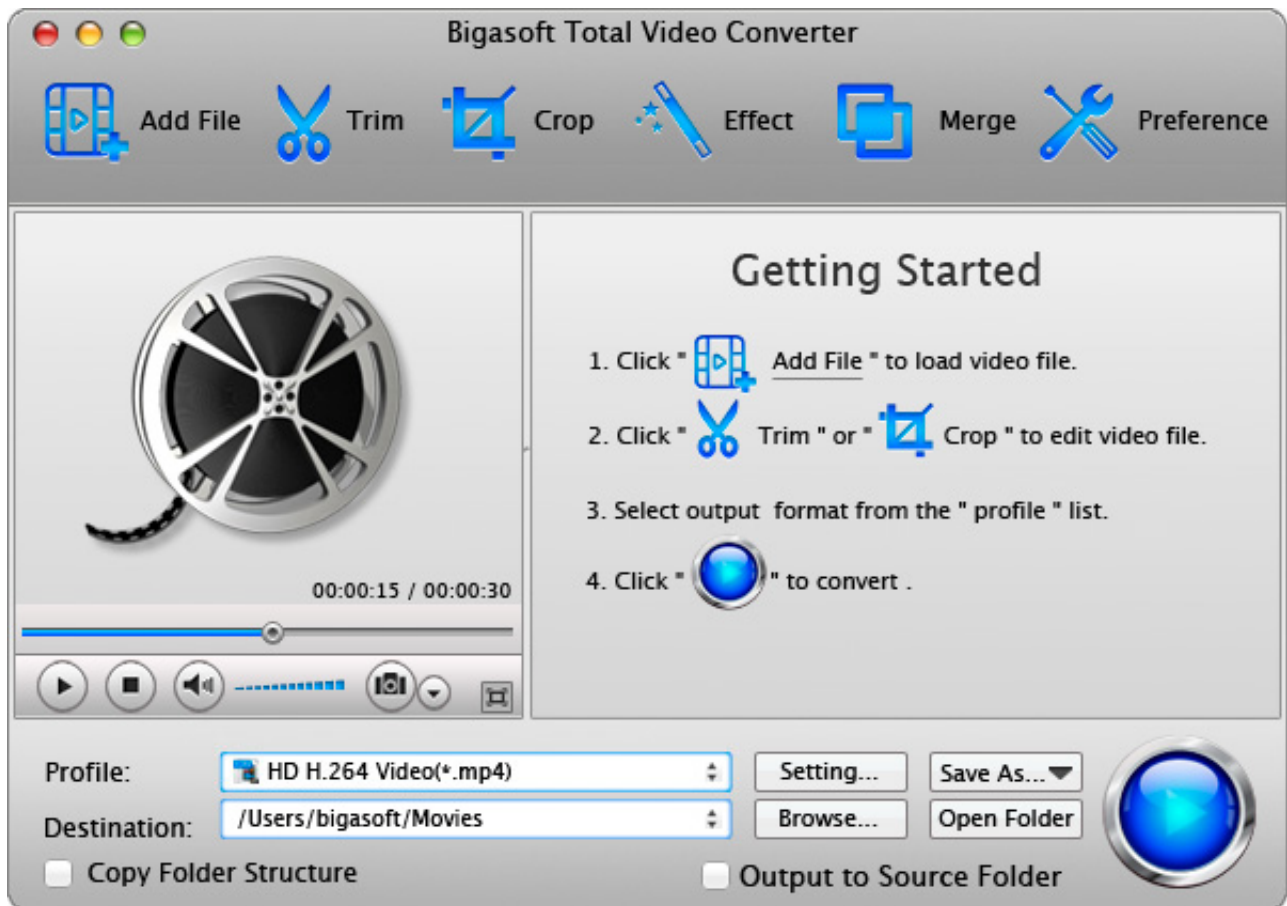 Bigasoft Total Video Converter
Add File Trim Crop Effect Merge Preference
Getting Started
1. Click " Add File " to load video file.
2. Click " Trim " or " Crop " to edit video file.
3. Select output format from the " profile " list.
4. Click " " to convert .
00:00:15 / 00:00:30
Profile: HD H.264 Video(*.mp4) Setting... Save As...
Destination: /Users/bigasoft/Movies Browse... Open Folder
Copy Folder Structure Output to Source Folder